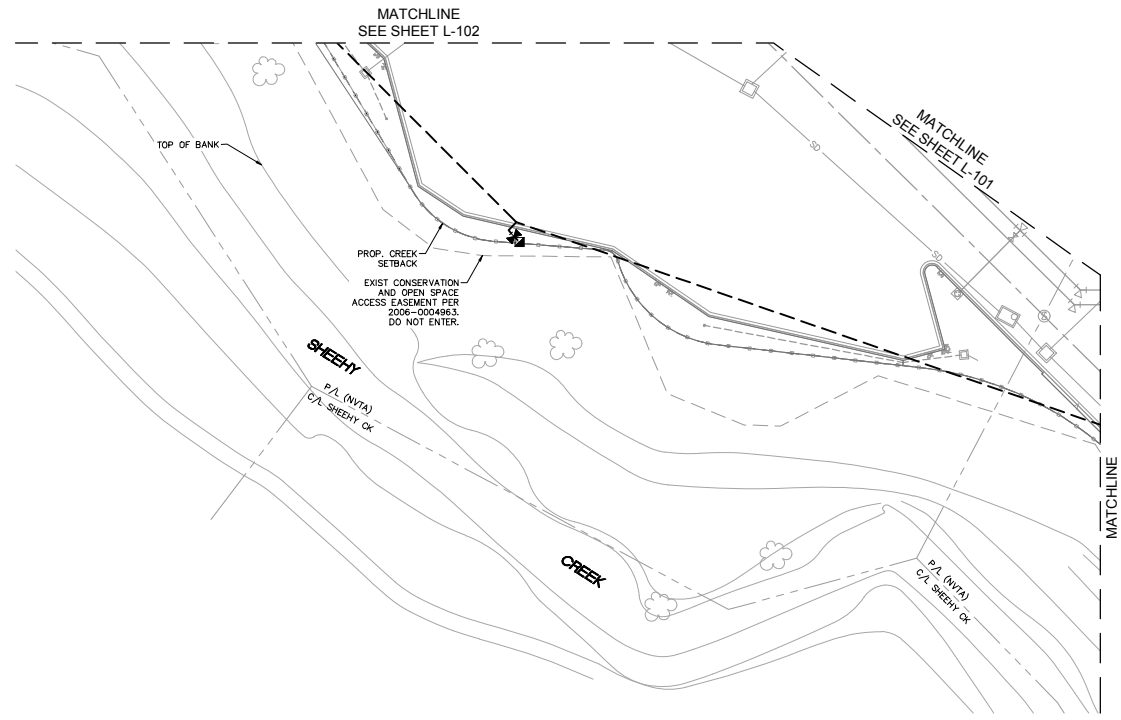 MATCHLINE
SEE SHEET L-102
TOP OF BANK
SD
MATCHLINE
SEE SHEET L-101
PROP. CREEK
SETBACK
SD
EXIST CONSERVATION
AND OPEN SPACE
ACCESS EASEMENT PER
2006-0004963.
DO NOT ENTER.
SHEEHY
P/L (NVTA)
C/L SHEEHY CK
MATCHLINE
CREEK
P/L (NVTA)
C/L SHEEHY CK